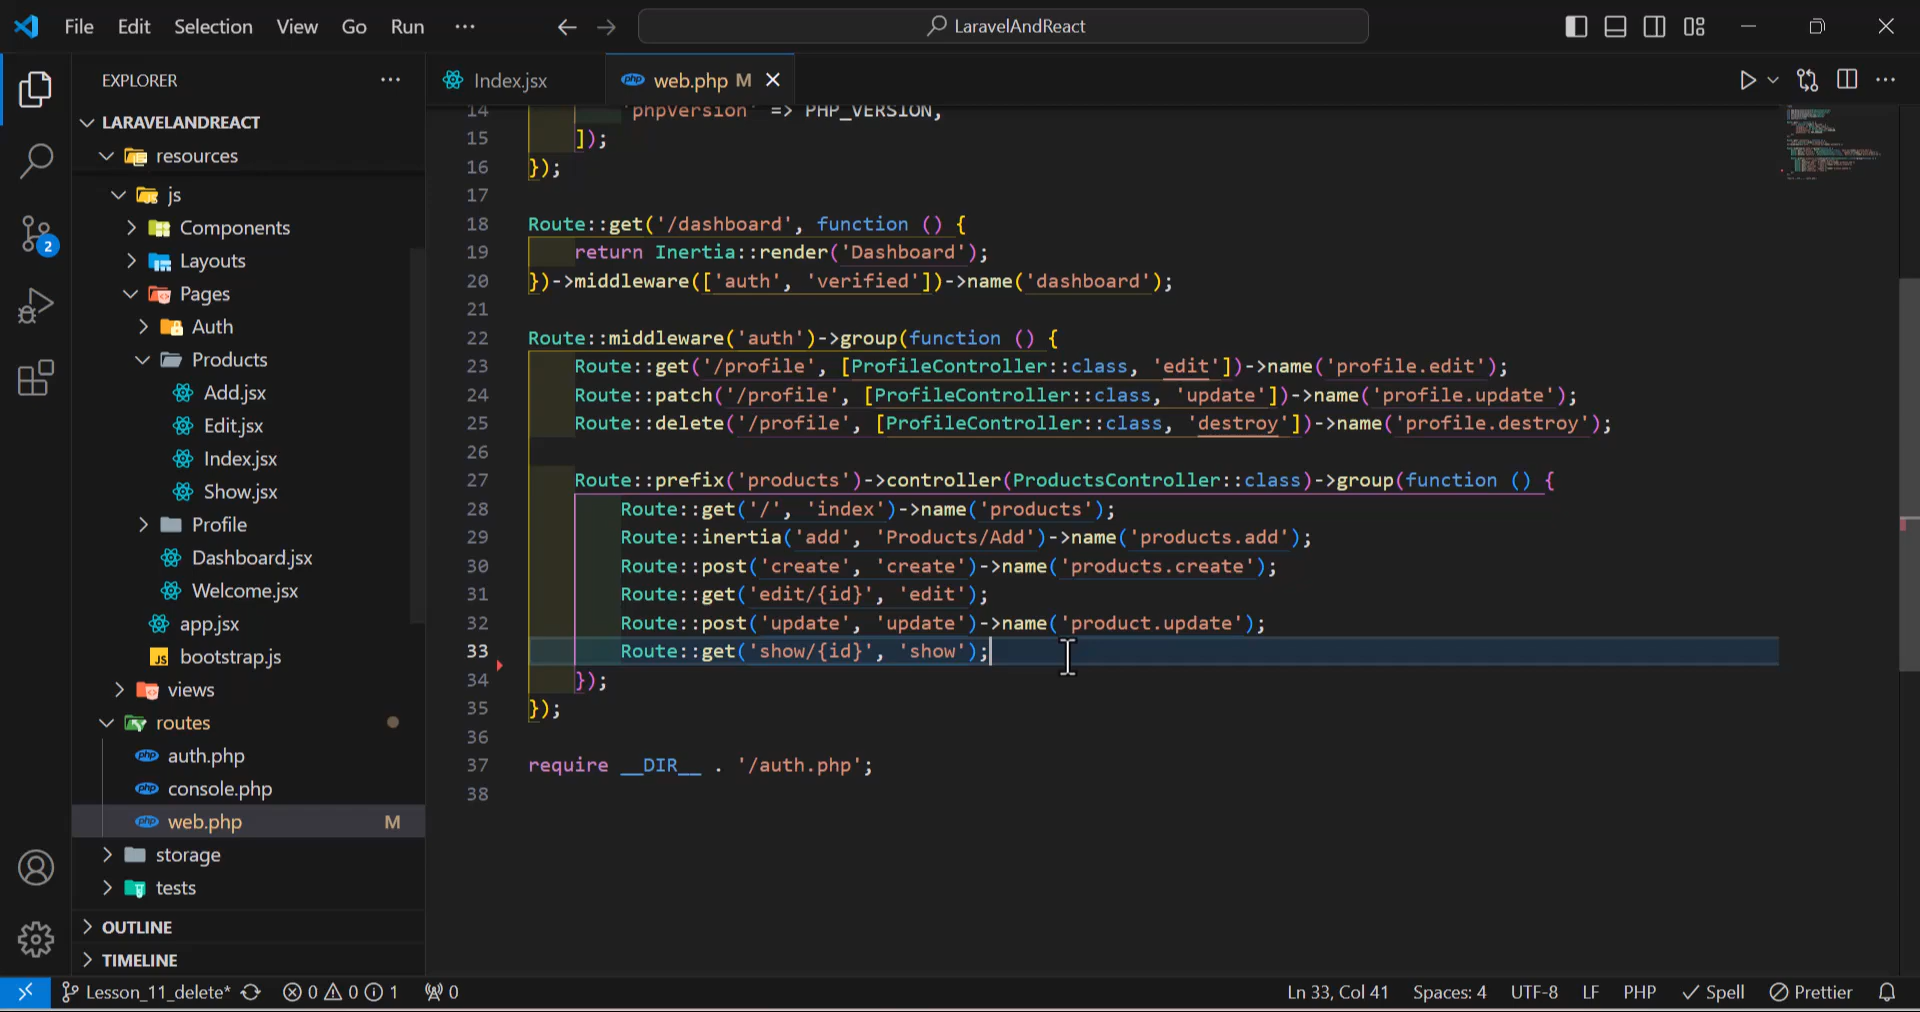 File Edit Selection View Go Run ··· LaravelAndReact
EXPLORER ···
LARAVELANDREACT
resources
js
Components
Layouts
Pages
Auth
Products
Add.jsx
Edit.jsx
Index.jsx
Show.jsx
Profile
Dashboard.jsx
Welcome.jsx
app.jsx
JS bootstrap.js
views
routes
php auth.php
php console.php
php web.php M
storage
tests
OUTLINE
TIMELINE
2
Index.jsx php web.php M
14 'phpVersion' => PHP_VERSION,
15 ]);
16 });
17
18 Route::get('/dashboard', function () {
19 return Inertia::render('Dashboard');
20 })->middleware(['auth', 'verified'])->name('dashboard');
21
22 Route::middleware('auth')->group(function () {
23 Route::get('/profile', [ProfileController::class, 'edit'])->name('profile.edit');
24 Route::patch('/profile', [ProfileController::class, 'update'])->name('profile.update');
25 Route::delete('/profile', [ProfileController::class, 'destroy'])->name('profile.destroy');
26
27 Route::prefix('products')->controller(ProductsController::class)->group(function () {
28 Route::get('/', 'index')->name('products');
29 Route::inertia('add', 'Products/Add')->name('products.add');
30 Route::post('create', 'create')->name('products.create');
31 Route::get('edit/{id}', 'edit');
32 Route::post('update', 'update')->name('product.update');
33 Route::get('show/{id}', 'show');
34 });
35 });
36
37 require __DIR__ . '/auth.php';
38
Lesson_11_delete* 0 0 1 0 Ln 33, Col 41 Spaces: 4 UTF-8 LF PHP Spell Prettier